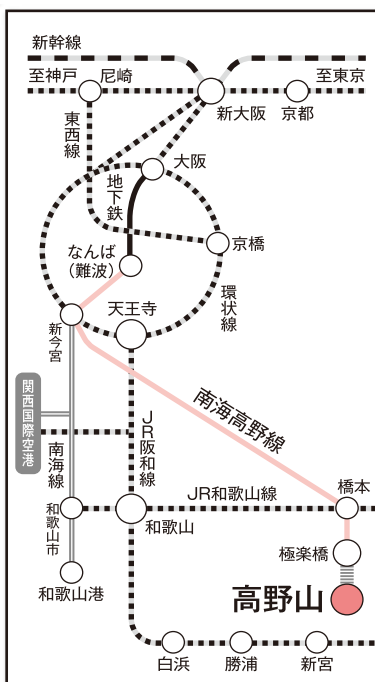 新幹線
至神戸
尼崎
至東京
新大阪
京都
東西線
大阪
地下鉄
なんば
(難波)
京橋
環状線
天王寺
新今宮
関西国際空港
南海線
JR阪和線
南海高野線
JR和歌山線
橋本
和歌山市
和歌山
極楽橋
和歌山港
高野山
白浜
勝浦
新宮